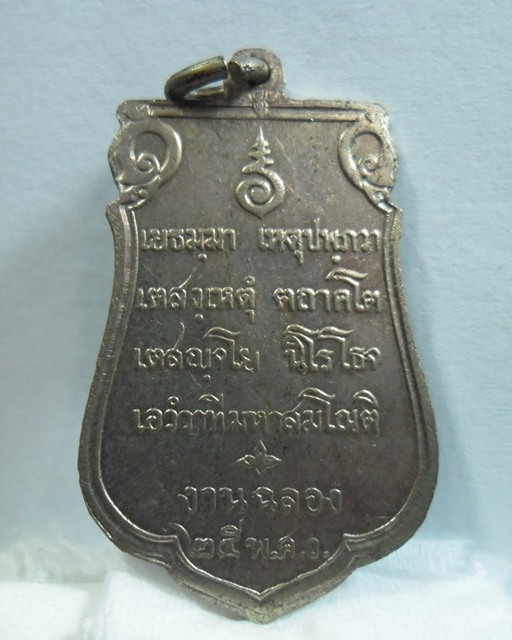 เยธมฺมา เหตุปฺพภวา
เตสํ เหตุํ ตถาคโต
เตสญฺจโย นิโรโธจ
เอวํวาทีมหาสมโณติ
งานฉลอง
๒๕ พ.ศ.ว.